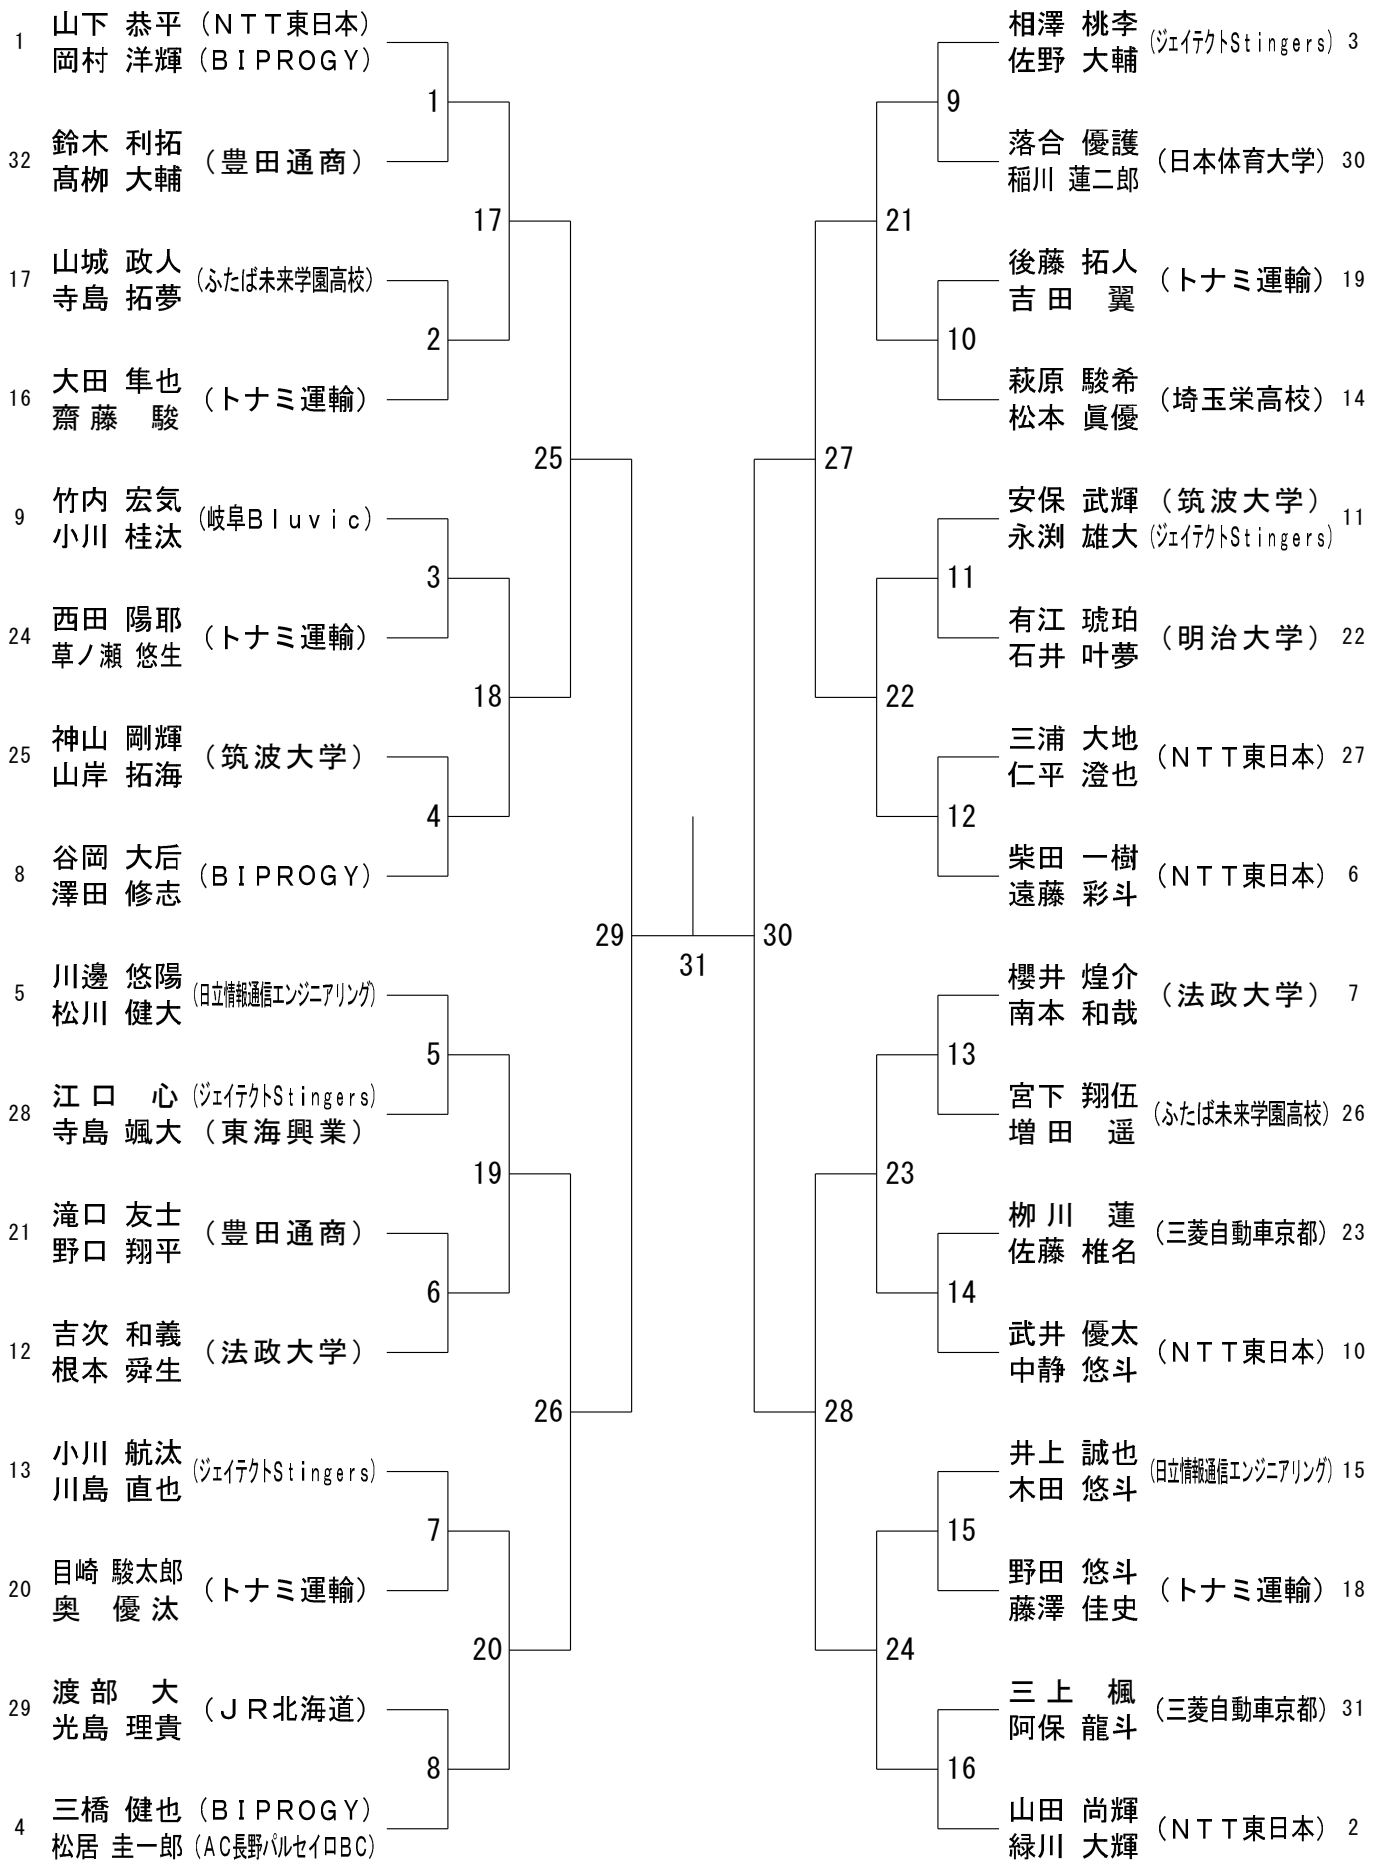 1 山下 恭平 (ＮＴＴ東日本)
岡村 洋輝 (ＢＩＰＲＯＧＹ)
1
32 鈴木 利拓 (豊田通商)
髙栁 大輔
17
17 山城 政人 (ふたば未来学園高校)
寺島 拓夢
2
16 大田 隼也 (トナミ運輸)
齋藤 駿
25
9 竹内 宏気 (岐阜Ｂｌｕｖｉｃ)
小川 桂汰
3
24 西田 陽耶 (トナミ運輸)
草ノ瀬 悠生
18
25 神山 剛輝 (筑波大学)
山岸 拓海
4
8 谷岡 大后 (ＢＩＰＲＯＧＹ)
澤田 修志
29
5 川邊 悠陽 (日立情報通信エンジニアリング)
松川 健大
5
28 江口 心 (ジェイテクトStingers)
寺島 颯大 (東海興業)
19
21 滝口 友士 (豊田通商)
野口 翔平
6
12 吉次 和義 (法政大学)
根本 舜生
26
13 小川 航汰 (ジェイテクトStingers)
川島 直也
7
20 目崎 駿太郎 (トナミ運輸)
奥 優汰
20
29 渡部 大 (ＪＲ北海道)
光島 理貴
8
4 三橋 健也 (ＢＩＰＲＯＧＹ)
松居 圭一郎 (ＡＣ長野パルセイロＢＣ)
31
相澤 桃李 (ジェイテクトStingers) 3
佐野 大輔
9
落合 優護 (日本体育大学) 30
稲川 蓮二郎
21
後藤 拓人 (トナミ運輸) 19
吉田 翼
10
萩原 駿希 (埼玉栄高校) 14
松本 眞優
27
安保 武輝 (筑波大学) 11
永渕 雄大 (ジェイテクトStingers)
11
有江 琥珀 (明治大学) 22
石井 叶夢
22
三浦 大地 (ＮＴＴ東日本) 27
仁平 澄也
12
柴田 一樹 (ＮＴＴ東日本) 6
遠藤 彩斗
30
櫻井 煌介 (法政大学) 7
南本 和哉
13
宮下 翔伍 (ふたば未来学園高校) 26
増田 遥
23
栁川 蓮 (三菱自動車京都) 23
佐藤 椎名
14
武井 優太 (ＮＴＴ東日本) 10
中静 悠斗
28
井上 誠也 (日立情報通信エンジニアリング) 15
木田 悠斗
15
野田 悠斗 (トナミ運輸) 18
藤澤 佳史
24
三上 楓 (三菱自動車京都) 31
阿保 龍斗
16
山田 尚輝 (ＮＴＴ東日本) 2
緑川 大輝